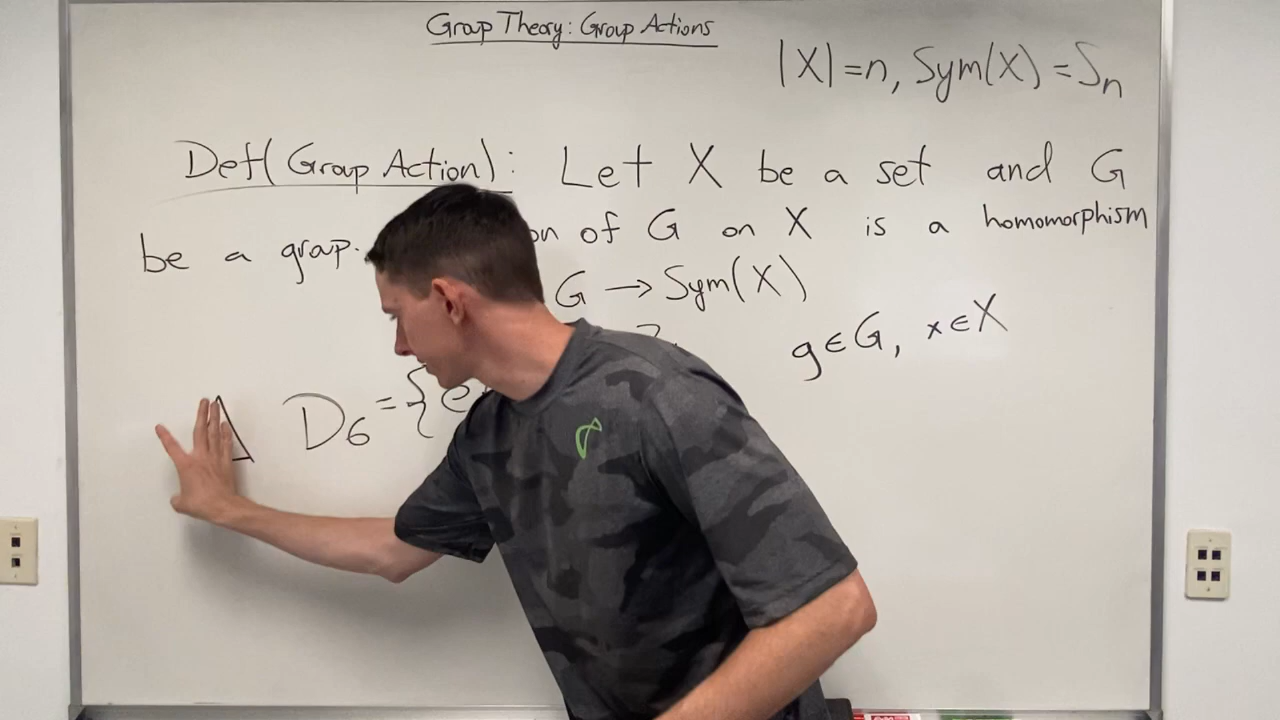 Group Theory: Group Actions
|X|=n, Sym(X) = Sₙ
Def(Group Action): Let X be a set and G
be a group. on of G on X is a homomorphism
G → Sym(X)
g∈G, x∈X
D₆ = {e